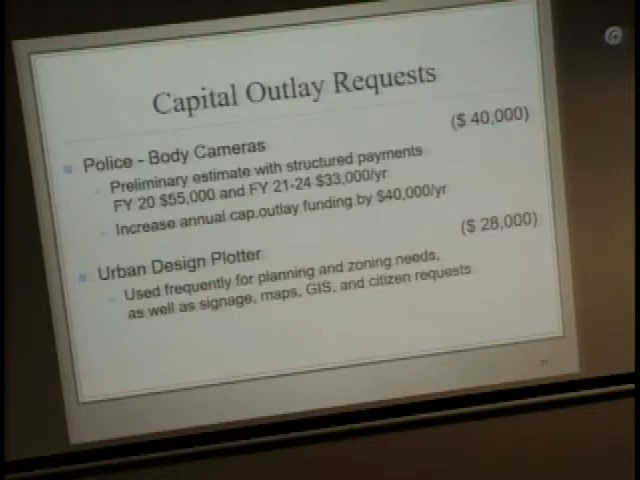 Capital Outlay Requests
Police - Body Cameras ($ 40,000)
Preliminary estimate with structured payments
FY 20 $55,000 and FY 21-24 $33,000/yr
Increase annual cap.outlay funding by $40,000/yr
Urban Design Plotter ($ 28,000)
Used frequently for planning and zoning needs,
as well as signage, maps, GIS, and citizen requests